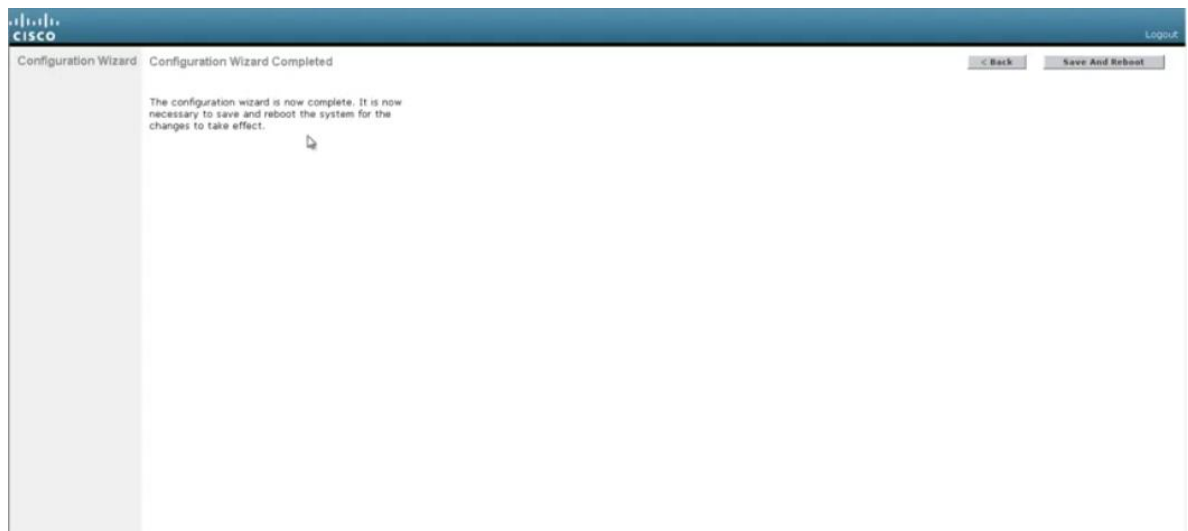 CISCO
Logout
Configuration Wizard
Configuration Wizard Completed
< Back
Save And Reboot
The configuration wizard is now complete. It is now
necessary to save and reboot the system for the
changes to take effect.